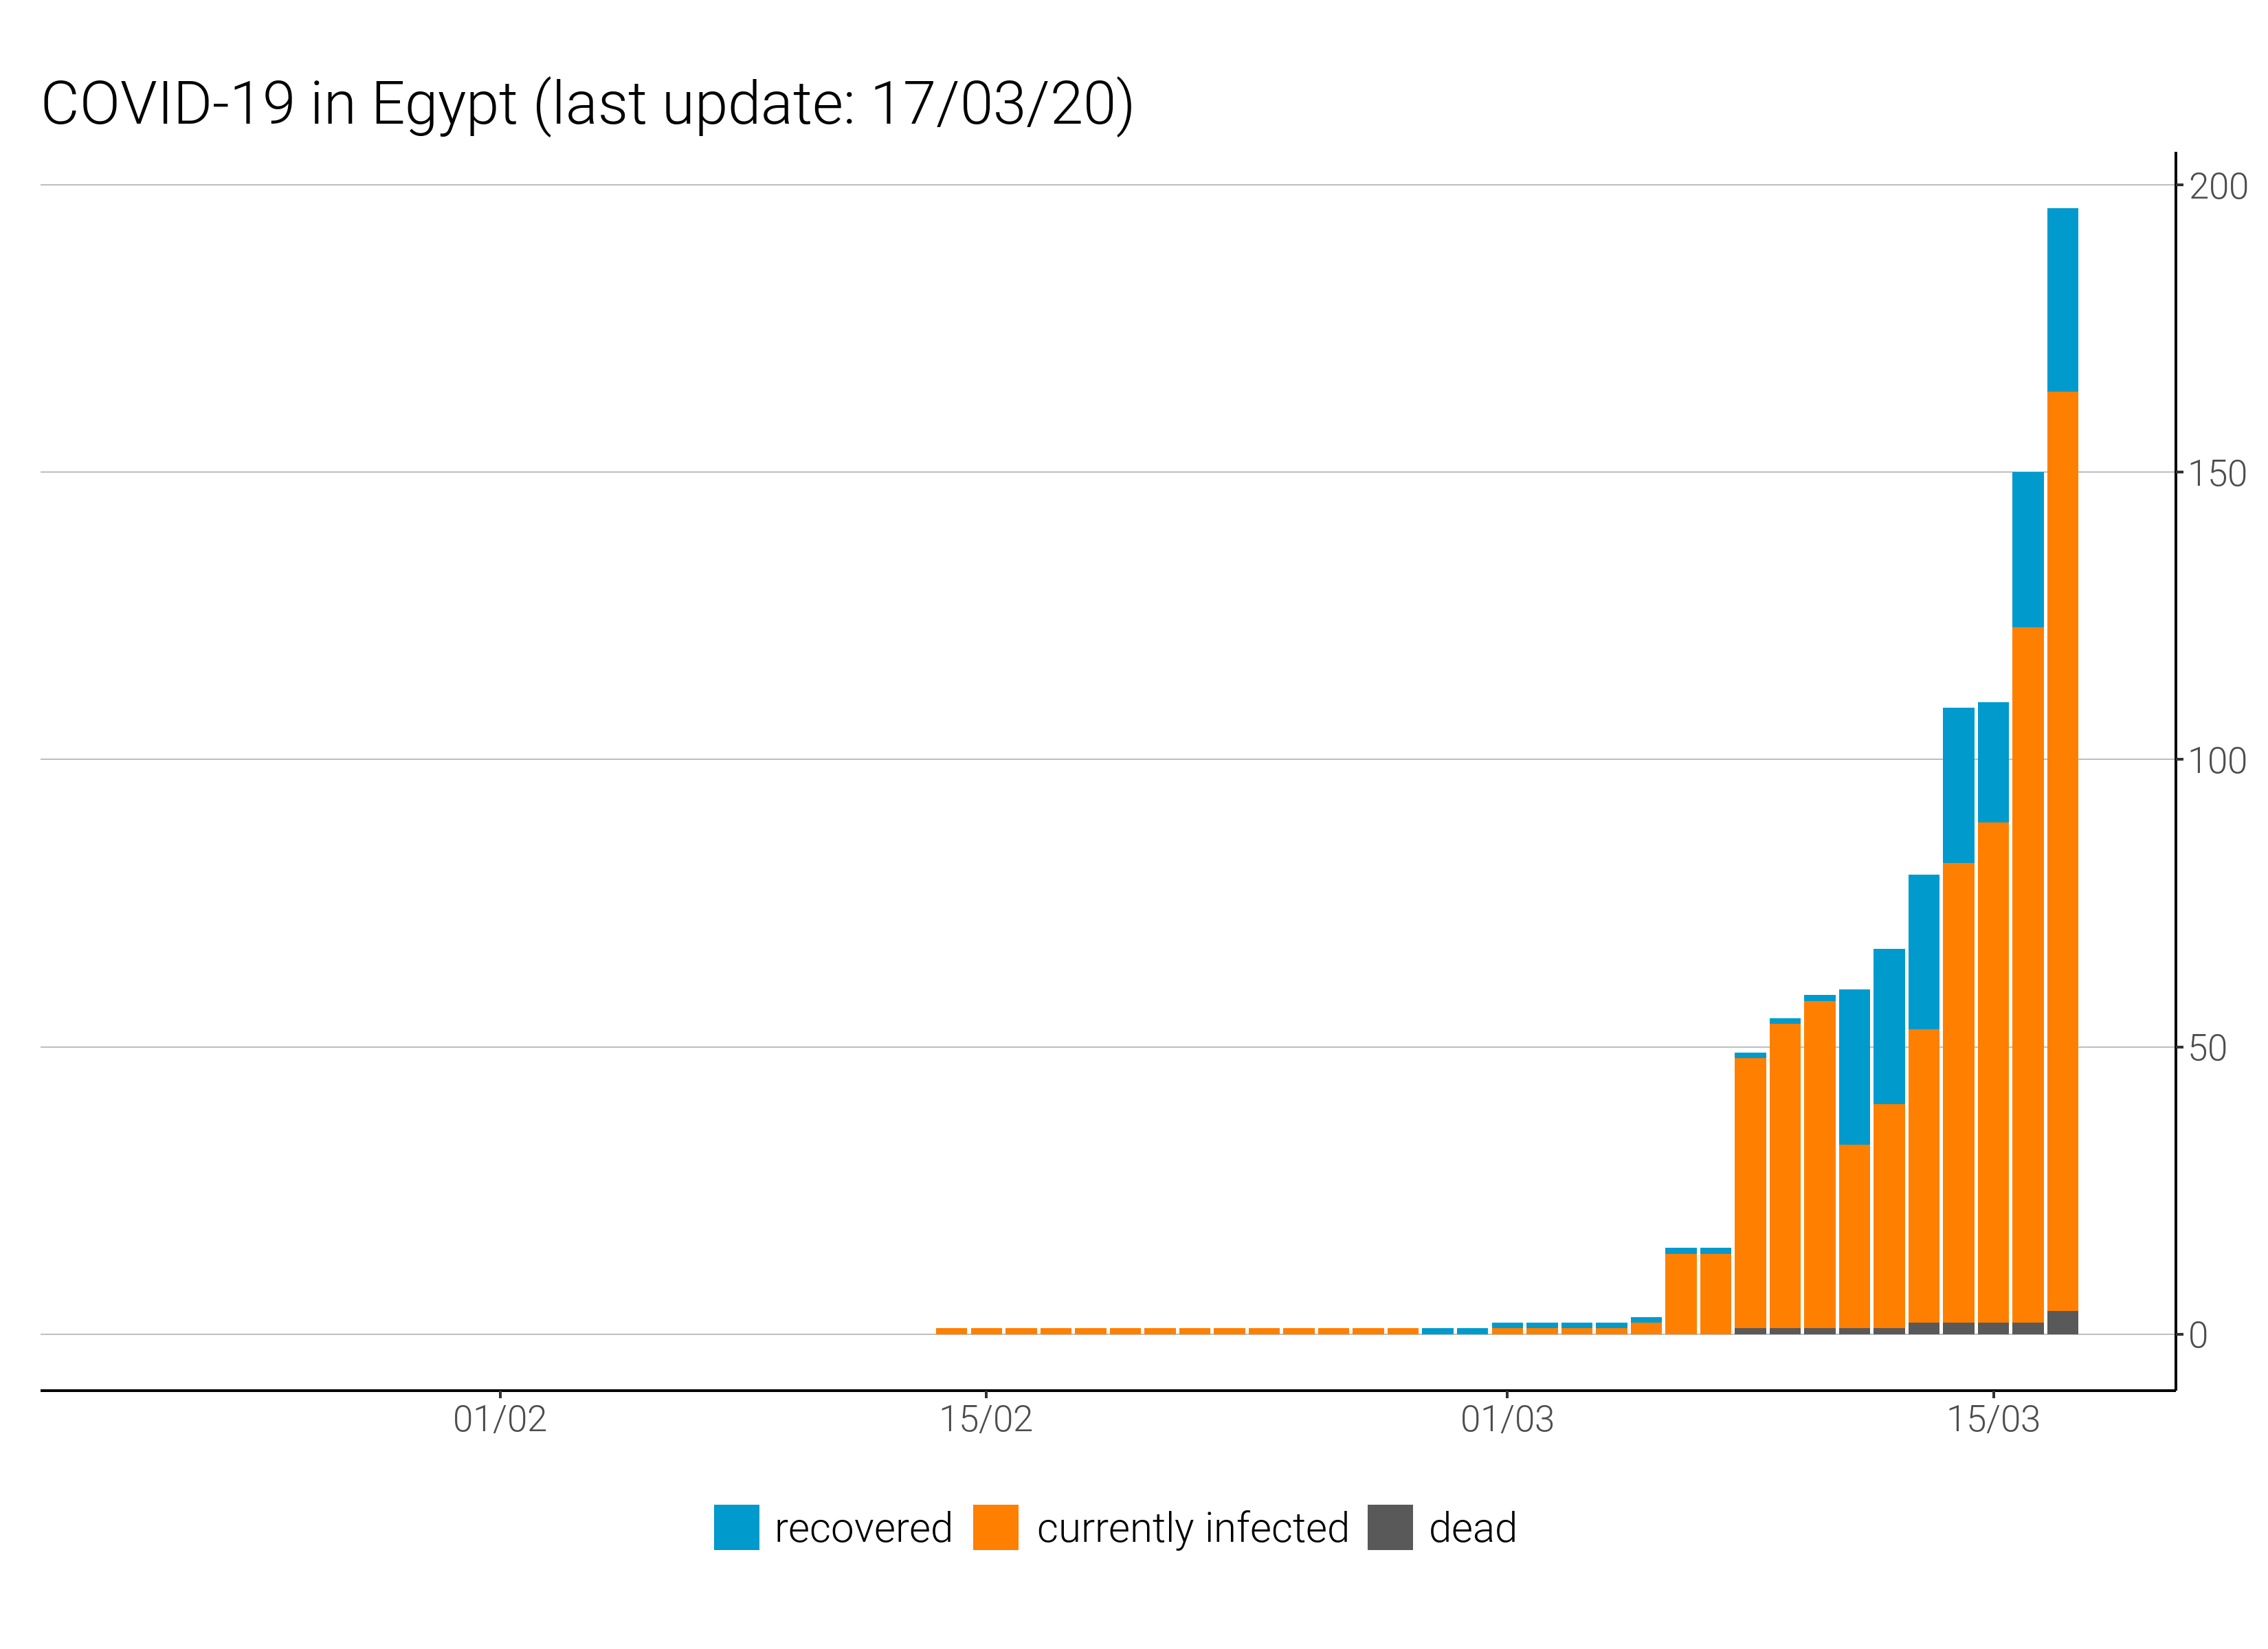 COVID-19 in Egypt (last update: 17/03/20)
200
150
100
50
0
01/02 15/02 01/03 15/03
recovered currently infected dead